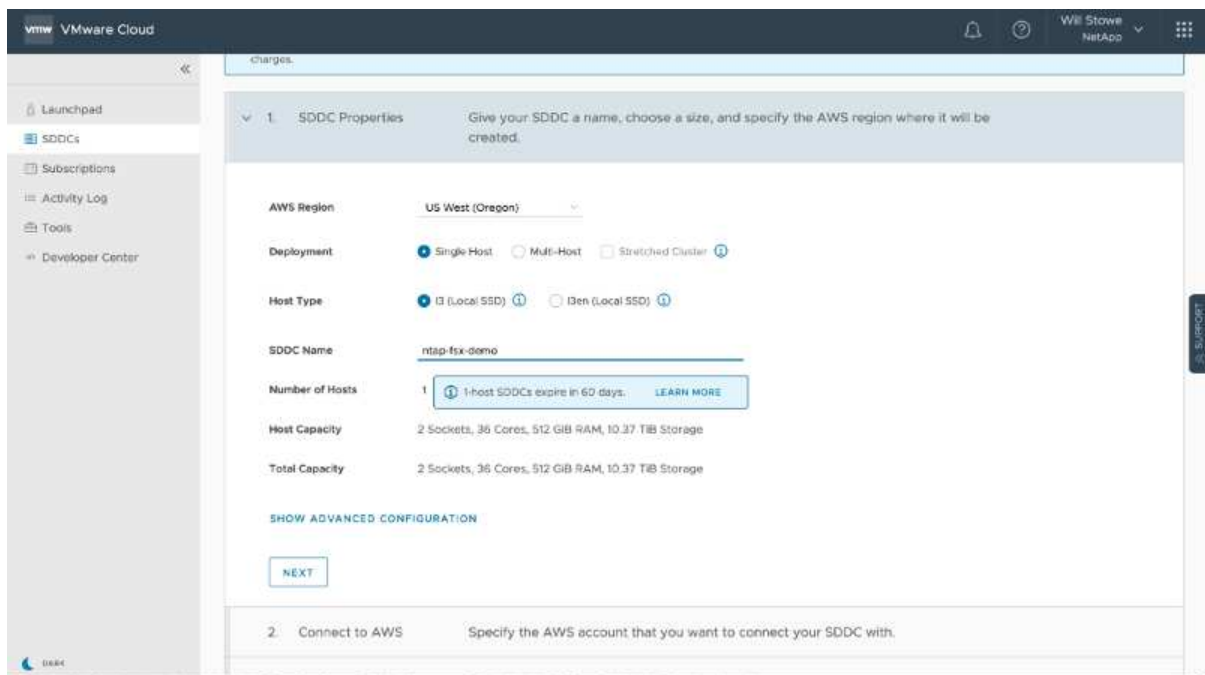 vmw VMware Cloud
Will Stowe
NetApp
charges.
Launchpad
SDDCs
Subscriptions
Activity Log
Tools
Developer Center
1. SDDC Properties Give your SDDC a name, choose a size, and specify the AWS region where it will be
created.
AWS Region US West (Oregon)
Deployment Single Host Multi-Host Stretched Cluster
Host Type I3 (Local SSD) I3en (Local SSD)
SDDC Name ntap-fsx-demo
Number of Hosts 1 1-host SDDCs expire in 60 days. LEARN MORE
Host Capacity 2 Sockets, 36 Cores, 512 GiB RAM, 10.37 TiB Storage
Total Capacity 2 Sockets, 36 Cores, 512 GiB RAM, 10.37 TiB Storage
SHOW ADVANCED CONFIGURATION
NEXT
2. Connect to AWS Specify the AWS account that you want to connect your SDDC with.
DARK
SUPPORT